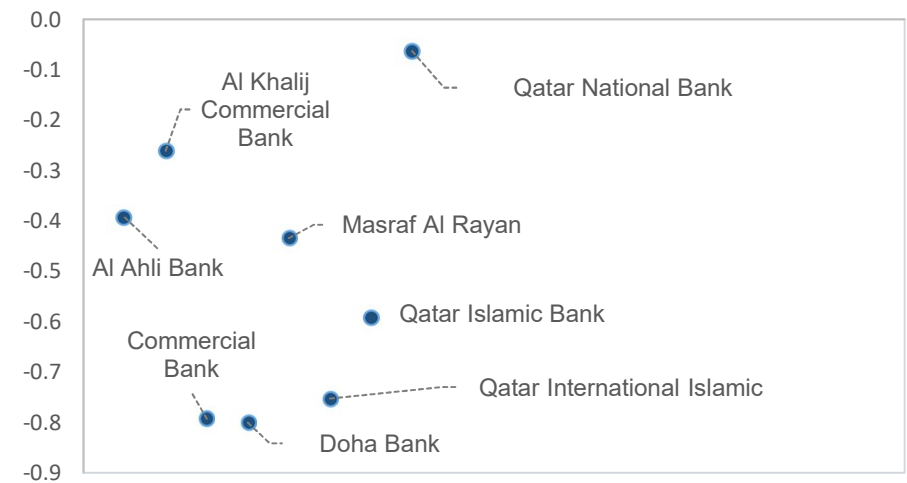 0.0
-0.1
-0.2
-0.3
-0.4
-0.5
-0.6
-0.7
-0.8
-0.9
Al Khalij
Commercial
Bank
Qatar National Bank
Masraf Al Rayan
Al Ahli Bank
Qatar Islamic Bank
Commercial
Bank
Qatar International Islamic
Doha Bank